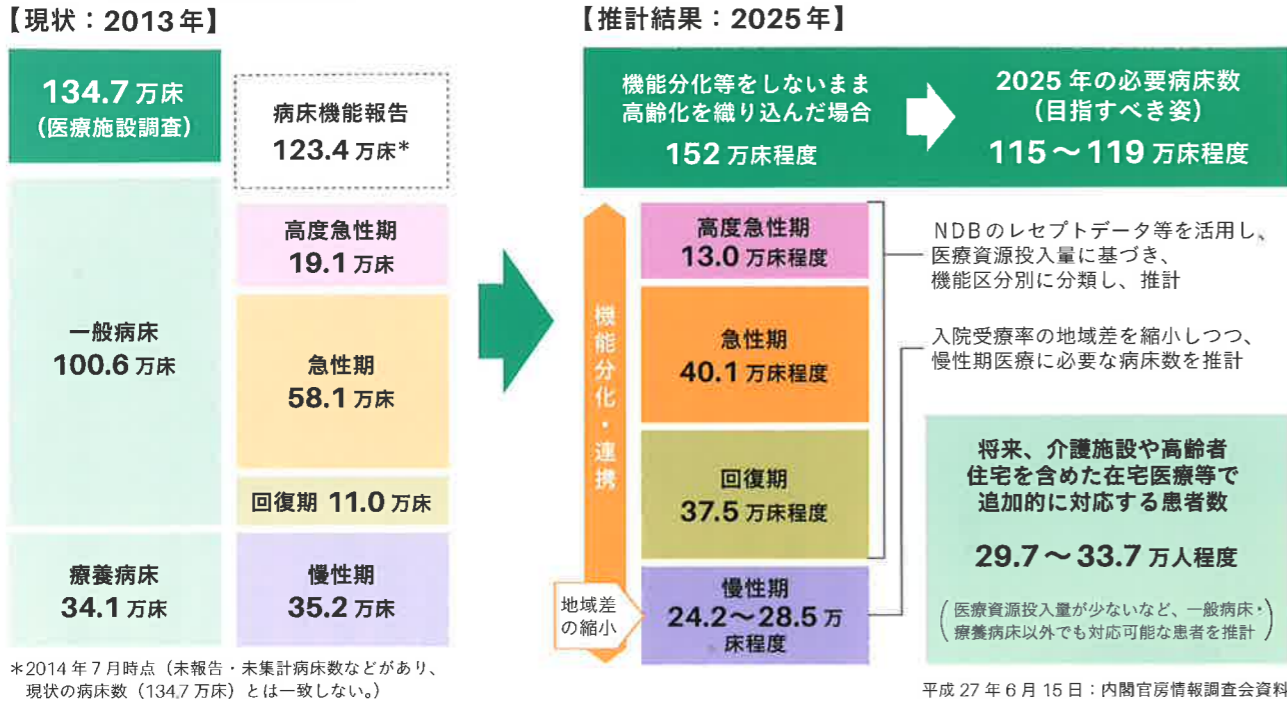 【現状：2013年】
134.7 万床
（医療施設調査）
病床機能報告
123.4 万床*
一般病床
100.6 万床
療養病床
34.1 万床
高度急性期
19.1 万床
急性期
58.1 万床
回復期 11.0 万床
慢性期
35.2 万床
*2014年7月時点（未報告・未集計病床数などがあり、
現状の病床数（134.7万床）とは一致しない。）
【推計結果：2025年】
機能分化等をしないまま
高齢化を織り込んだ場合
152 万床程度
2025年の必要病床数
（目指すべき姿）
115～119 万床程度
機能分化・連携
地域差
の縮小
高度急性期
13.0 万床程度
急性期
40.1 万床程度
回復期
37.5 万床程度
慢性期
24.2～28.5 万
床程度
NDBのレセプトデータ等を活用し、
医療資源投入量に基づき、
機能区分別に分類し、推計
入院受療率の地域差を縮小しつつ、
慢性期医療に必要な病床数を推計
将来、介護施設や高齢者
住宅を含めた在宅医療等で
追加的に対応する患者数
29.7～33.7 万人程度
（医療資源投入量が少ないなど、一般病床・
療養病床以外でも対応可能な患者を推計）
平成27年6月15日：内閣官房情報調査会資料